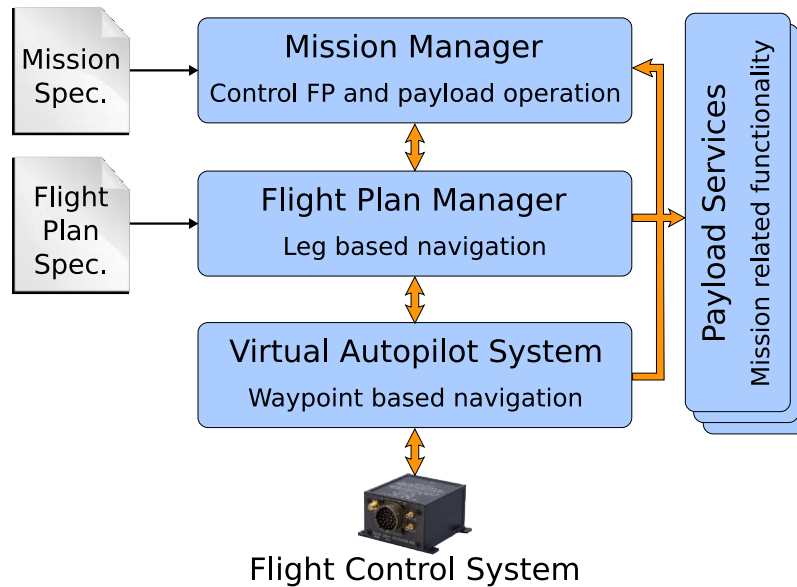 Mission
Spec.
Mission Manager
Control FP and payload operation
Flight
Plan
Spec.
Flight Plan Manager
Leg based navigation
Virtual Autopilot System
Waypoint based navigation
Payload Services
Mission related functionality
Flight Control System